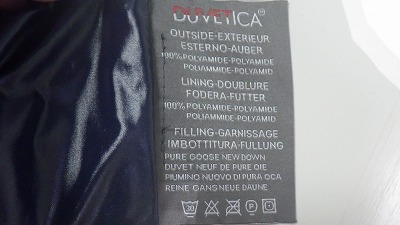 DUVETICA
OUTSIDE-EXTERIEUR
ESTERNO-AUBER
100% POLYAMIDE-POLYAMIDE
POLIAMMIDE-POLYAMID
LINING-DOUBLURE
FODERA-FUTTER
100% POLYAMIDE-POLYAMIDE
POLIAMMIDE-POLYAMID
FILLING-GARNISSAGE
IMBOTTITURA-FULLUNG
PURE GOOSE NEW DOWN
DUVET NEUF DE PURE OIE
PIUMINO NUOVO DI PURA OCA
REINE GANS NEUE DAUNE
30 P